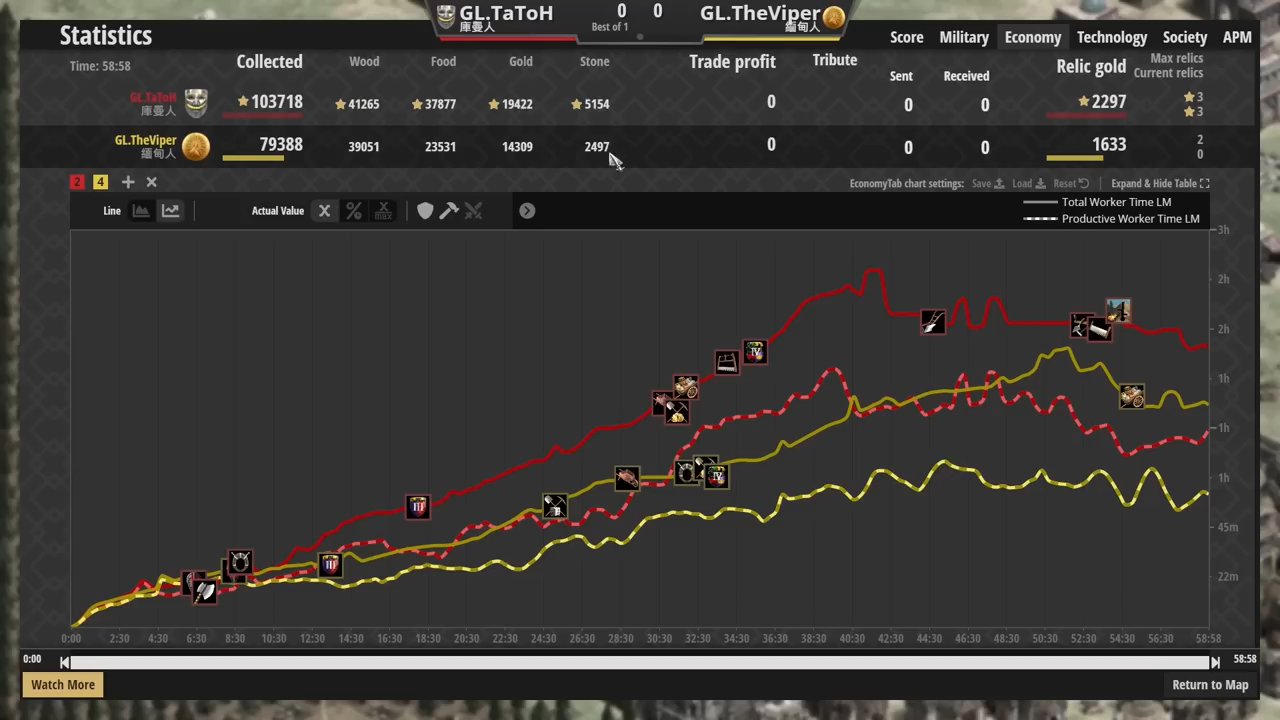 GL.TaToH
庫曼人
0 0
Best of 1
GL.TheViper
緬甸人
Statistics
Score Military Economy Technology Society APM
Time: 58:58
Collected Wood Food Gold Stone Trade profit Tribute Sent Received Relic gold Max relics
Current relics
GL.TaToH
庫曼人
103718 41265 37877 19422 5154 0 0 0 2297 3
3
GL.TheViper
緬甸人
79388 39051 23531 14309 2497 0 0 0 1633 2
0
2 4
EconomyTab chart settings: Save Load Reset Expand & Hide Table
Line Actual Value X % X/max
Total Worker Time LM
Productive Worker Time LM
3h
2h
2h
1h
1h
1h
45m
22m
III
III
IV
IV
0:00 2:30 4:30 6:30 8:30 10:30 12:30 14:30 16:30 18:30 20:30 22:30 24:30 26:30 28:30 30:30 32:30 34:30 36:30 38:30 40:30 42:30 44:30 46:30 48:30 50:30 52:30 54:30 56:30 58:58
0:00 58:58
Watch More Return to Map